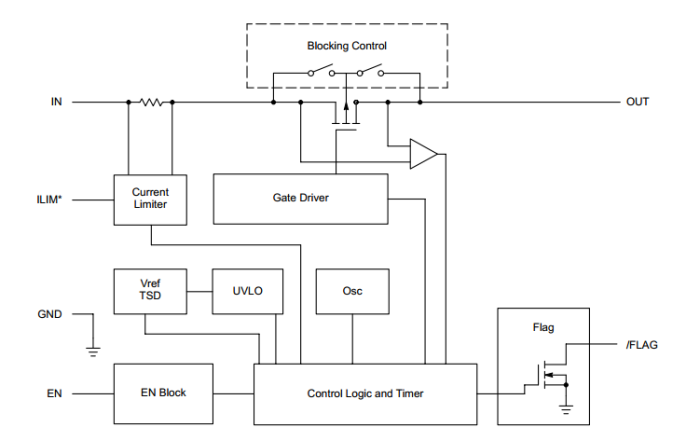 Blocking Control
IN
OUT
ILIM*
Current
Limiter
Gate Driver
Vref
TSD
UVLO
Osc
GND
Flag
/FLAG
EN
EN Block
Control Logic and Timer